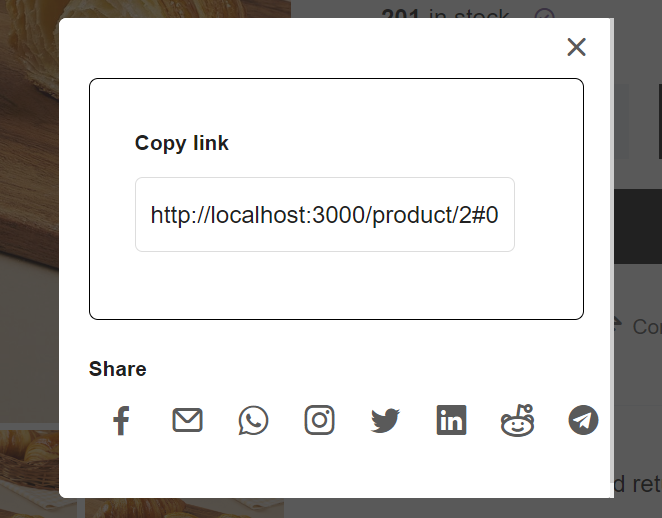 201 in stock
Copy link
http://localhost:3000/product/2#0
Share